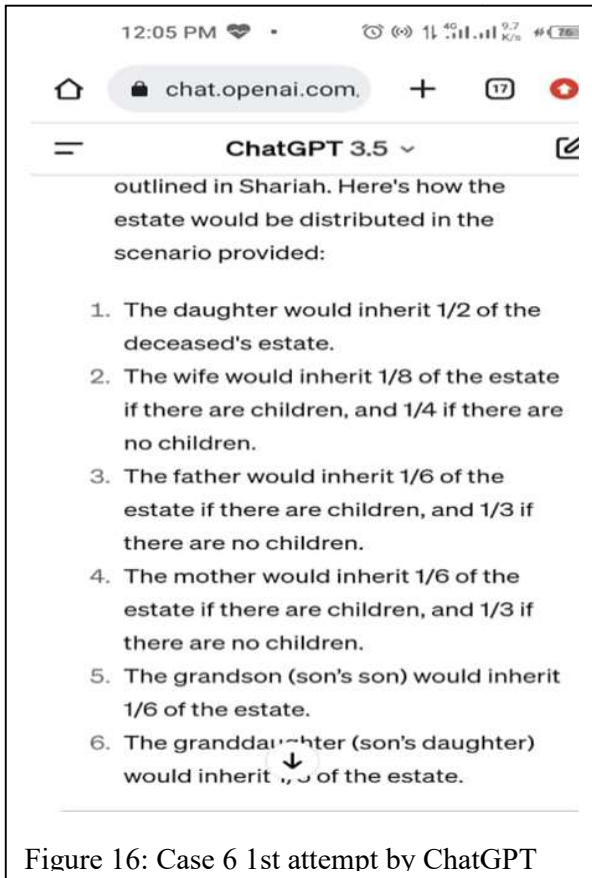 12:05 PM
4G 9.7 K/s 76
chat.openai.com,
17
ChatGPT 3.5
outlined in Shariah. Here's how the
estate would be distributed in the
scenario provided:
1. The daughter would inherit 1/2 of the
deceased's estate.
2. The wife would inherit 1/8 of the estate
if there are children, and 1/4 if there are
no children.
3. The father would inherit 1/6 of the
estate if there are children, and 1/3 if
there are no children.
4. The mother would inherit 1/6 of the
estate if there are children, and 1/3 if
there are no children.
5. The grandson (son's son) would inherit
1/6 of the estate.
6. The granddaughter (son's daughter)
would inherit of the estate.
Figure 16: Case 6 1st attempt by ChatGPT